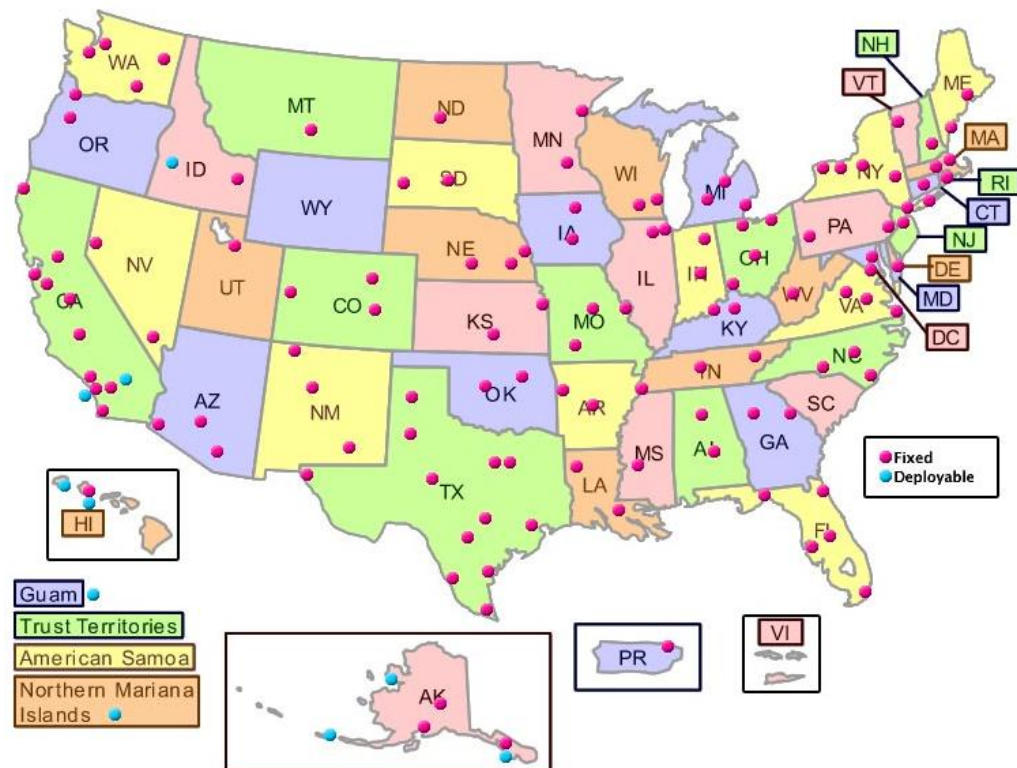 NH
WA
ME
VT
MT
ND
MN
OR
MA
ID
WI
NY
SD
MI
RI
WY
CT
IA
PA
NE
NJ
NV
OH
IL
IN
DE
UT
CA
CO
WV
VA
MD
KS
MO
KY
DC
NC
TN
OK
AZ
NM
AR
SC
MS
AL
GA
Fixed
Deployable
LA
TX
HI
FL
Guam
Trust Territories
American Samoa
Northern Mariana
Islands
AK
PR
VI